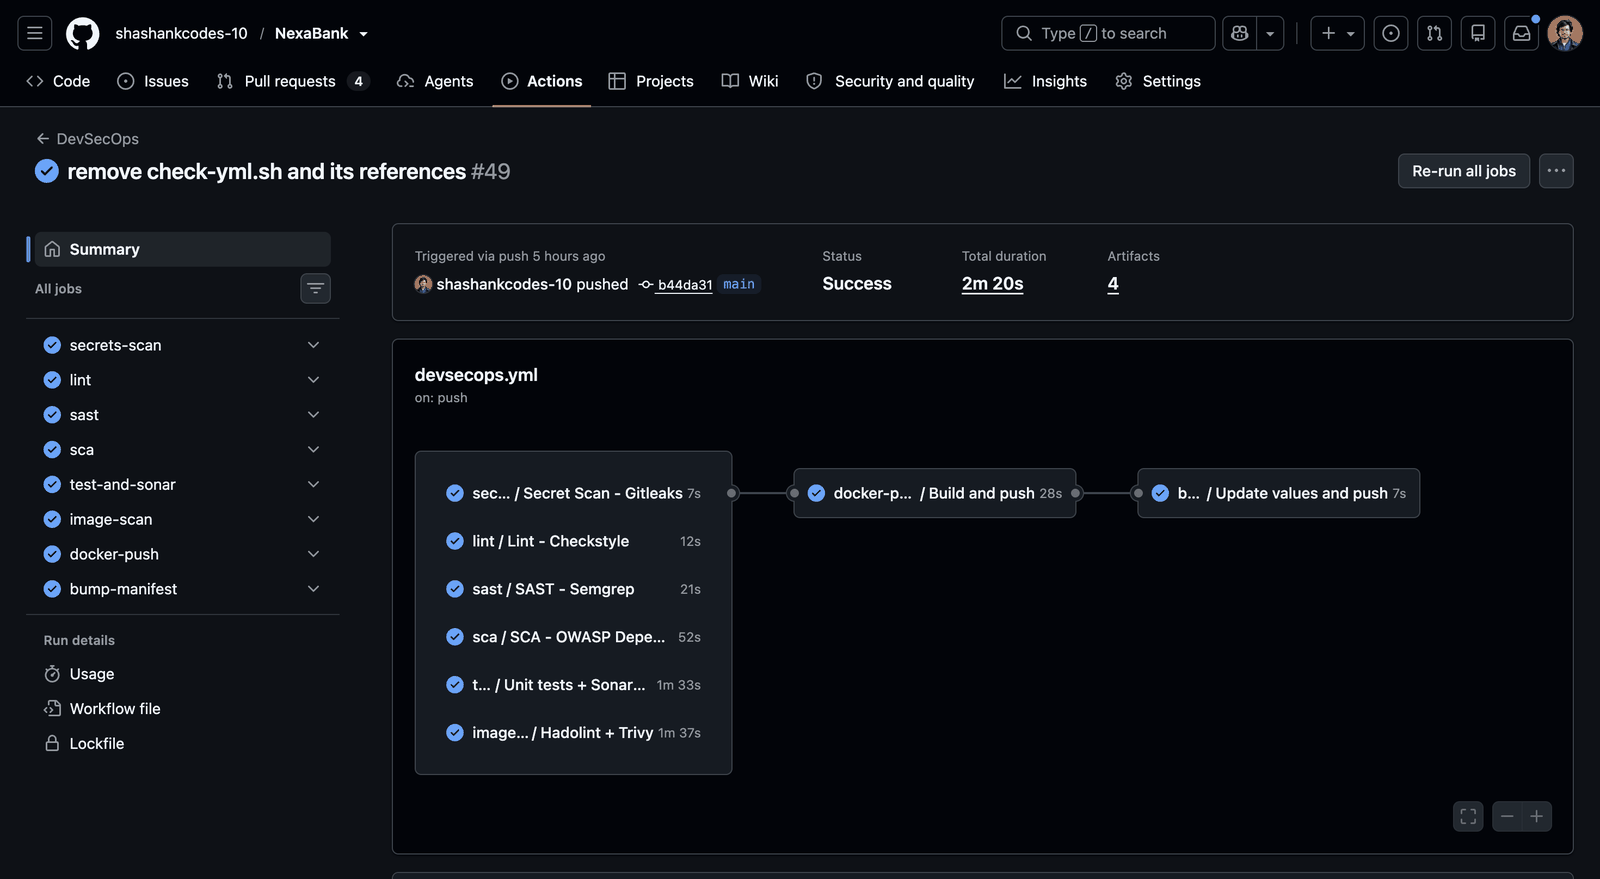 shashankcodes-10 / NexaBank
Type / to search
Code
Issues
Pull requests 4
Agents
Actions
Projects
Wiki
Security and quality
Insights
Settings
← DevSecOps
remove check-yml.sh and its references #49
Re-run all jobs
Summary
All jobs
secrets-scan
lint
sast
sca
test-and-sonar
image-scan
docker-push
bump-manifest
Run details
Usage
Workflow file
Lockfile
Triggered via push 5 hours ago
shashankcodes-10 pushed b44da31 main
Status
Success
Total duration
2m 20s
Artifacts
4
devsecops.yml
on: push
sec... / Secret Scan - Gitleaks 7s
lint / Lint - Checkstyle 12s
sast / SAST - Semgrep 21s
sca / SCA - OWASP Depe... 52s
t... / Unit tests + Sonar... 1m 33s
image... / Hadolint + Trivy 1m 37s
docker-p... / Build and push 28s
b... / Update values and push 7s